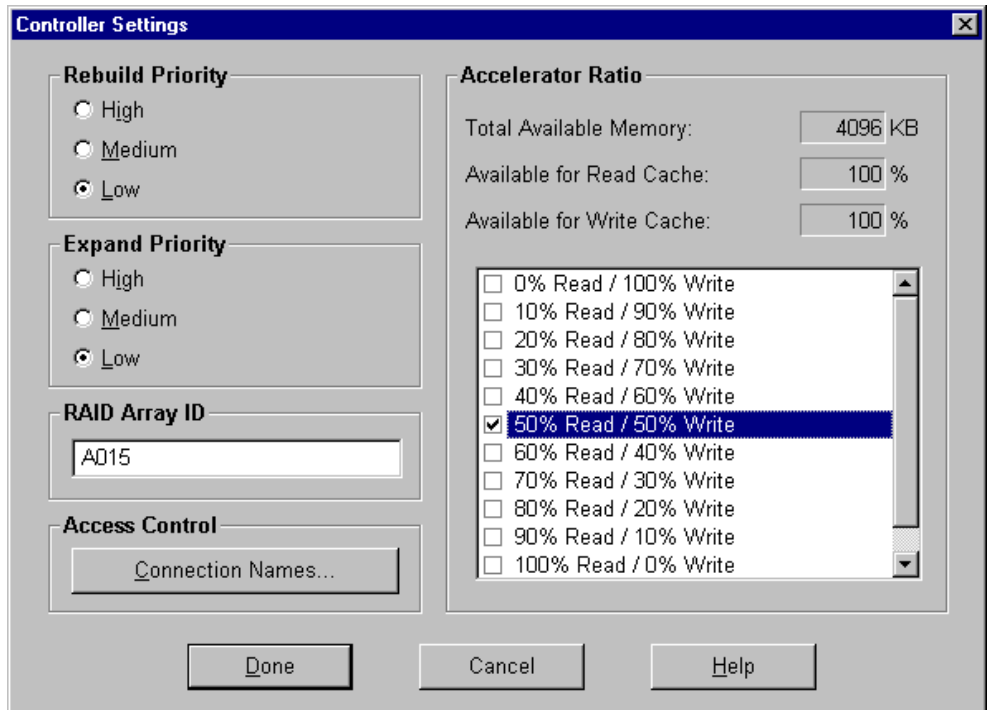 Controller Settings
Rebuild Priority
High
Medium
Low
Expand Priority
High
Medium
Low
RAID Array ID
A015
Access Control
Connection Names...
Accelerator Ratio
Total Available Memory: 4096 KB
Available for Read Cache: 100 %
Available for Write Cache: 100 %
0% Read / 100% Write
10% Read / 90% Write
20% Read / 80% Write
30% Read / 70% Write
40% Read / 60% Write
50% Read / 50% Write
60% Read / 40% Write
70% Read / 30% Write
80% Read / 20% Write
90% Read / 10% Write
100% Read / 0% Write
Done Cancel Help